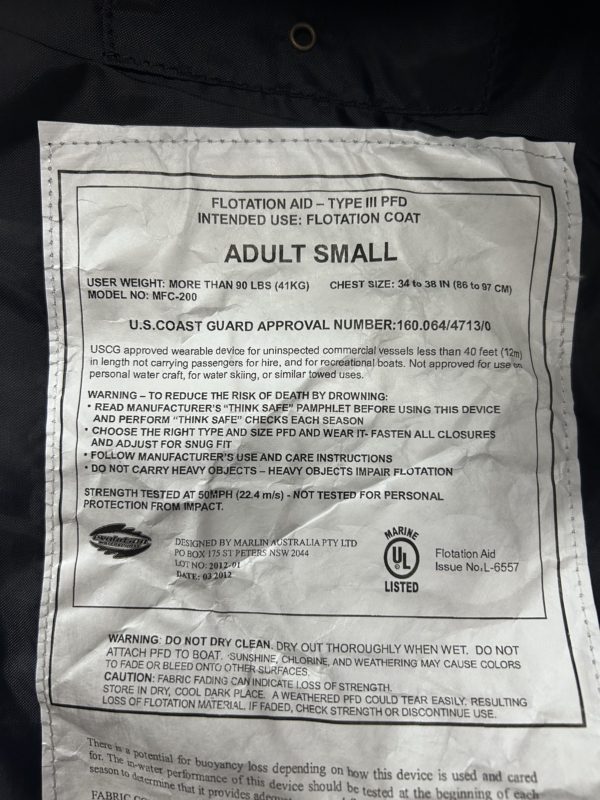 FLOTATION AID – TYPE III PFD
INTENDED USE: FLOTATION COAT
ADULT SMALL
USER WEIGHT: MORE THAN 90 LBS (41KG) CHEST SIZE: 34 to 38 IN (86 to 97 CM)
MODEL NO: MFC-200
U.S.COAST GUARD APPROVAL NUMBER:160.064/4713/0
USCG approved wearable device for uninspected commercial vessels less than 40 feet (12m)
in length not carrying passengers for hire, and for recreational boats. Not approved for use on
personal water craft, for water skiing, or similar towed uses.
WARNING – TO REDUCE THE RISK OF DEATH BY DROWNING:
• READ MANUFACTURER'S "THINK SAFE" PAMPHLET BEFORE USING THIS DEVICE
AND PERFORM "THINK SAFE" CHECKS EACH SEASON
• CHOOSE THE RIGHT TYPE AND SIZE PFD AND WEAR IT- FASTEN ALL CLOSURES
AND ADJUST FOR SNUG FIT
• FOLLOW MANUFACTURER'S USE AND CARE INSTRUCTIONS
• DO NOT CARRY HEAVY OBJECTS – HEAVY OBJECTS IMPAIR FLOTATION
STRENGTH TESTED AT 50MPH (22.4 m/s) - NOT TESTED FOR PERSONAL
PROTECTION FROM IMPACT.
DESIGNED BY MARLIN AUSTRALIA PTY LTD
PO BOX 175 ST PETERS NSW 2044
LOT NO: 2012-01
DATE: 03 2012
MARINE
UL
LISTED
Flotation Aid
Issue No.L-6557
WARNING: DO NOT DRY CLEAN. DRY OUT THOROUGHLY WHEN WET. DO NOT
ATTACH PFD TO BOAT. SUNSHINE, CHLORINE, AND WEATHERING MAY CAUSE COLORS
TO FADE OR BLEED ONTO OTHER SURFACES.
CAUTION: FABRIC FADING CAN INDICATE LOSS OF STRENGTH.
STORE IN DRY, COOL DARK PLACE. A WEATHERED PFD COULD TEAR EASILY. RESULTING
LOSS OF FLOTATION MATERIAL. IF FADED, CHECK STRENGTH OR DISCONTINUE USE.
There is a potential for buoyancy loss depending on how this device is used and cared
for. The in-water performance of this device should be tested at the beginning of each
season to determine that it provides
FABRIC